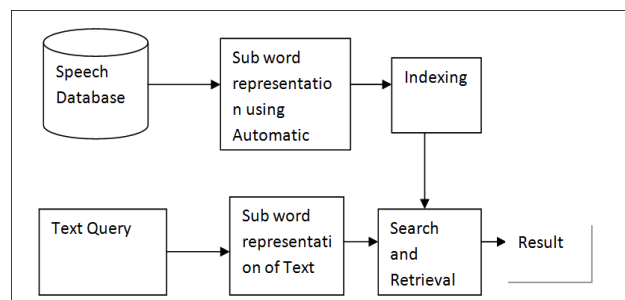 Speech
Database
Sub word
representatio
n using
Automatic
Indexing
Text Query
Sub word
representati
on of Text
Search
and
Retrieval
Result